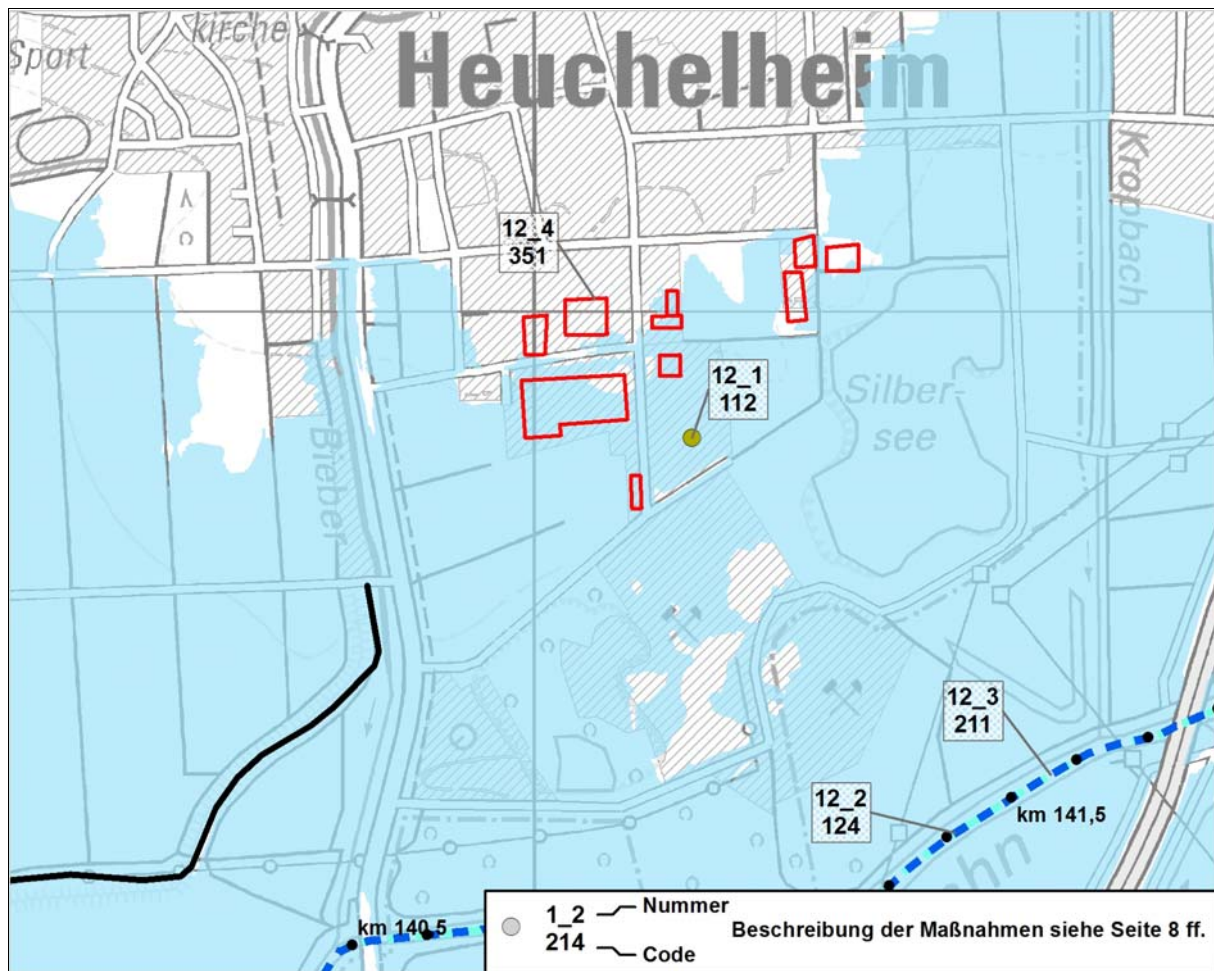 kirche
Sport
Heuchelheim
Kropbach
12_4
351
12_1
112
Silber-
see
Bieber
12_3
211
12_2
124
km 141,5
ahn
km 140,5
1_2
Nummer
214
Code
Beschreibung der Maßnahmen siehe Seite 8 ff.